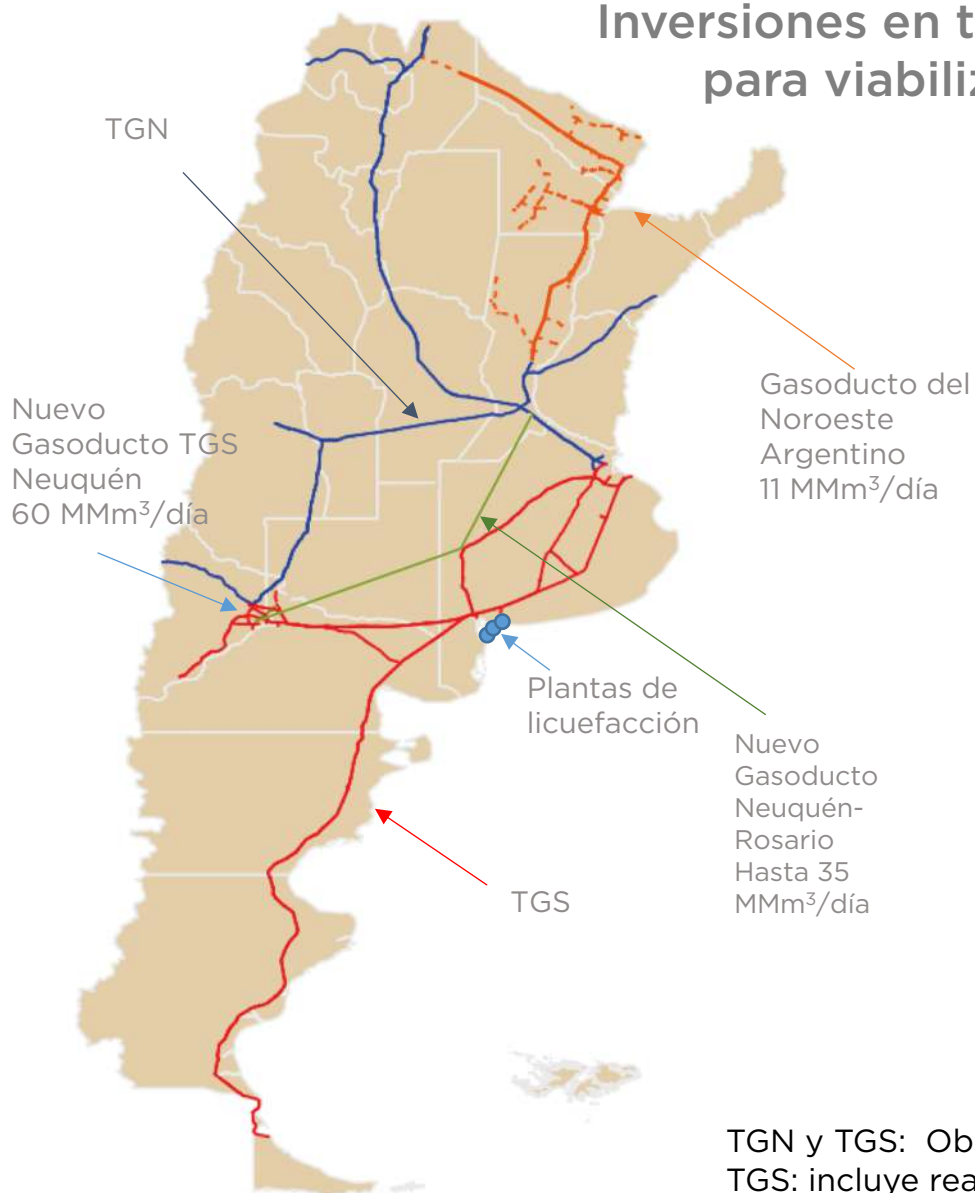 Inversiones en t
para viabiliz
TGN
Nuevo
Gasoducto TGS
Neuquén
60 MMm³/día
Gasoducto del
Noroeste
Argentino
11 MMm³/día
Plantas de
licuefacción
Nuevo
Gasoducto
Neuquén-
Rosario
Hasta 35
MMm³/día
TGS
TGN y TGS: Ob
TGS: incluye rea